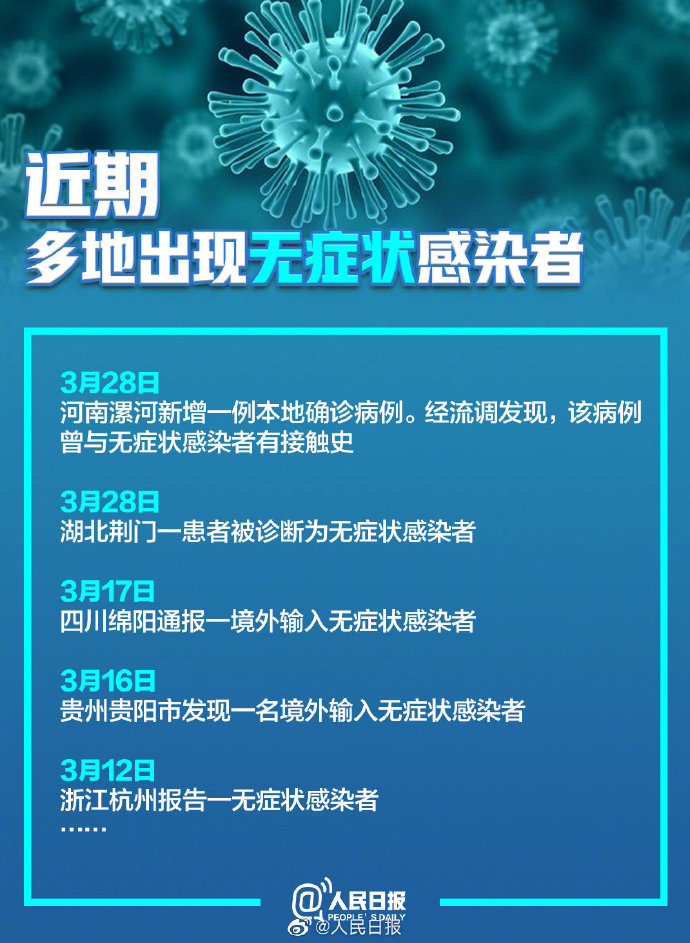 近期
多地出现无症状感染者
3月28日
河南漯河新增一例本地确诊病例。经流调发现，该病例
曾与无症状感染者有接触史
3月28日
湖北荆门一患者被诊断为无症状感染者
3月17日
四川绵阳通报一境外输入无症状感染者
3月16日
贵州贵阳市发现一名境外输入无症状感染者
3月12日
浙江杭州报告一无症状感染者
……
@人民日报
PEOPLE'S DAILY
@人民日报